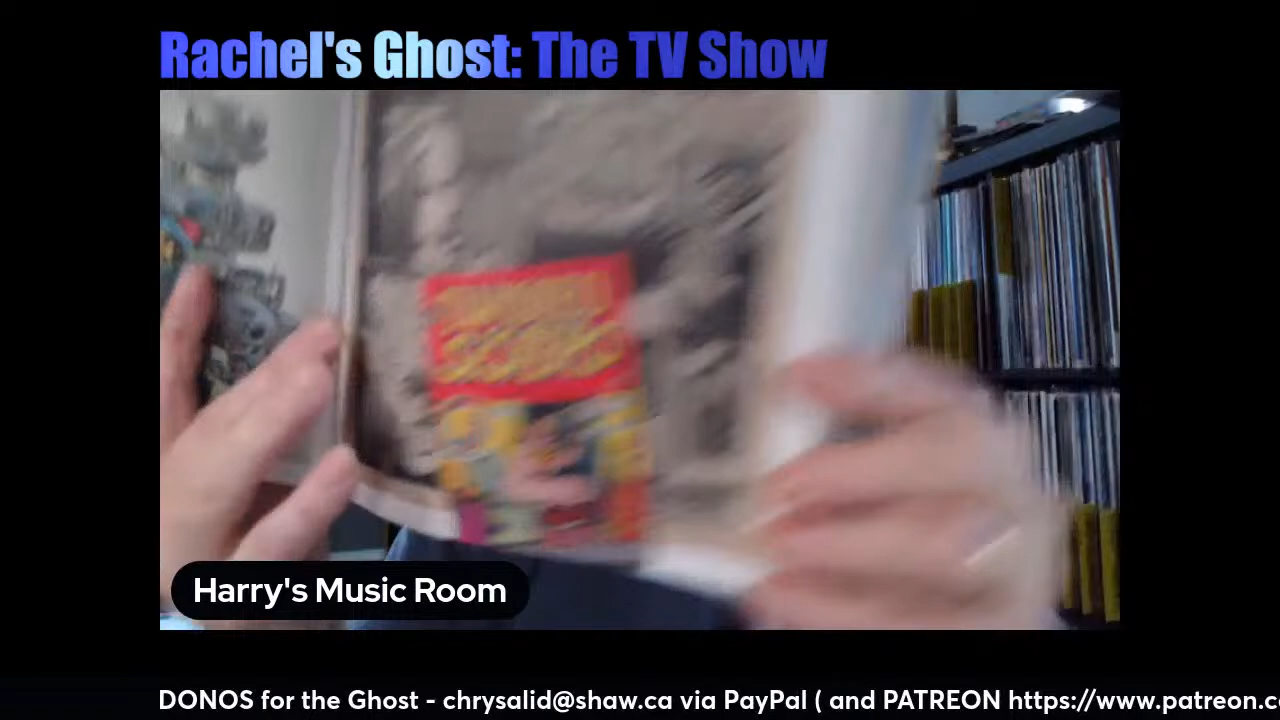 Rachel's Ghost: The TV Show
Harry's Music Room
DONOS for the Ghost - chrysalid@shaw.ca via PayPal ( and PATREON https://www.patreon.c